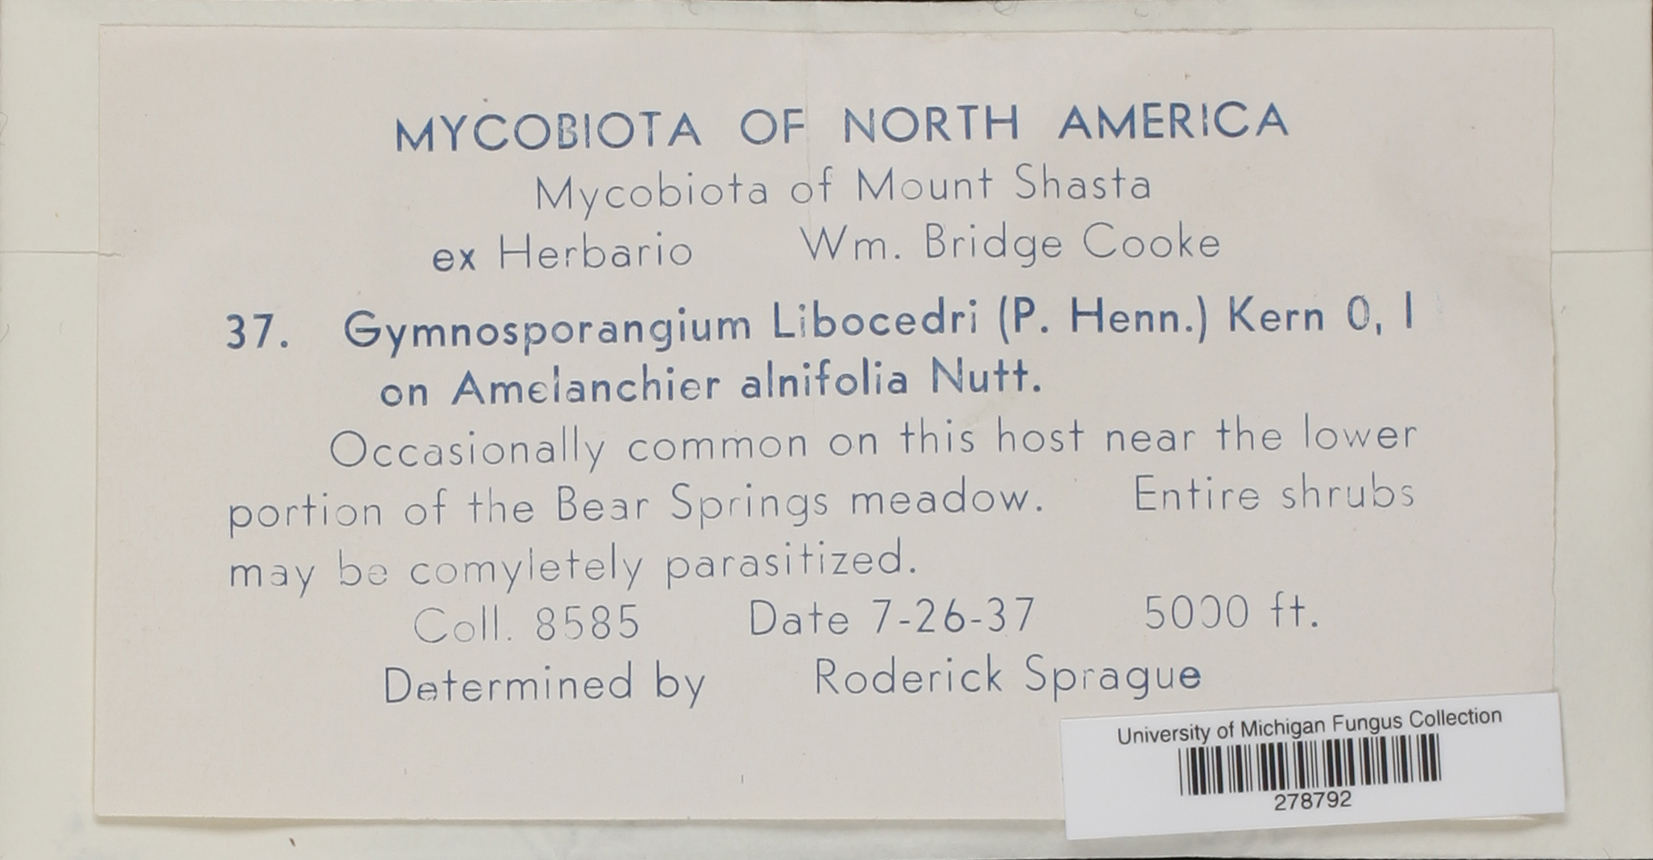 MYCOBIOTA OF NORTH AMERICA
Mycobiota of Mount Shasta
ex Herbario Wm. Bridge Cooke
37. Gymnosporangium Libocedri (P. Henn.) Kern 0, I
on Amelanchier alnifolia Nutt.
Occasionally common on this host near the lower
portion of the Bear Springs meadow. Entire shrubs
may be comyletely parasitized.
Coll. 8585 Date 7-26-37 5000 ft.
Determined by Roderick Sprague
University of Michigan Fungus Collection
278792